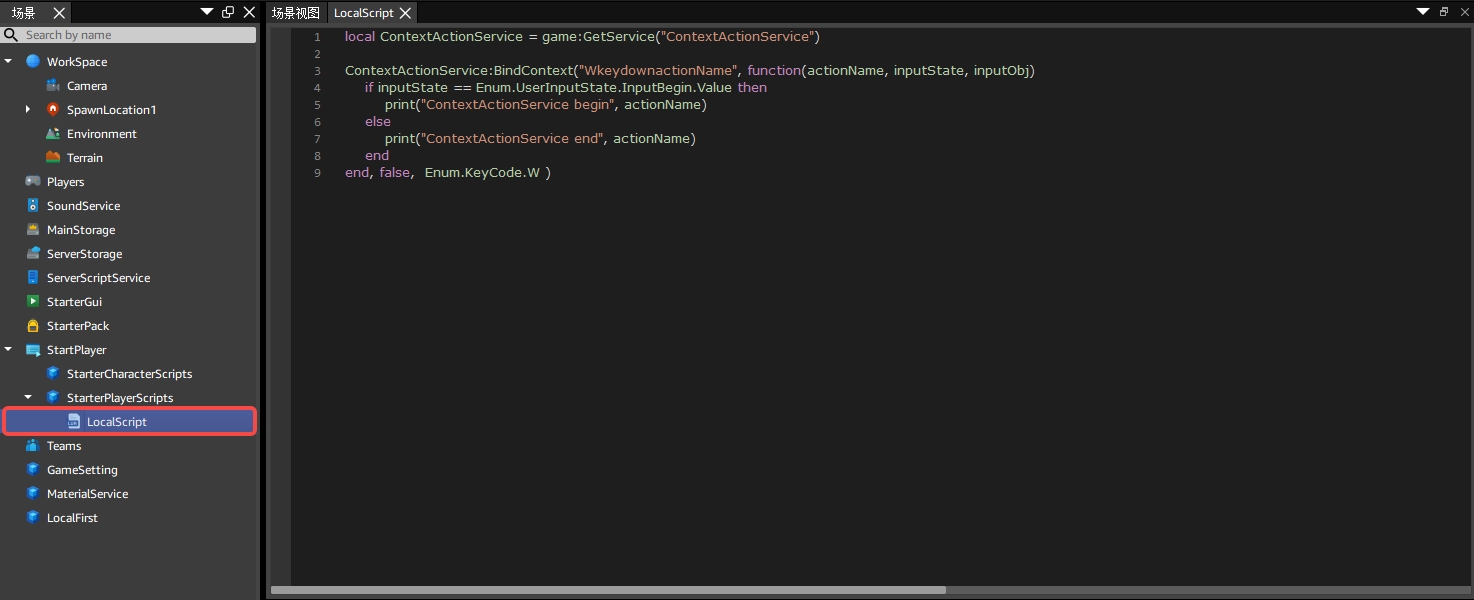 场景
Search by name
WorkSpace
Camera
SpawnLocation1
Environment
Terrain
Players
SoundService
MainStorage
ServerStorage
ServerScriptService
StarterGui
StarterPack
StartPlayer
StarterCharacterScripts
StarterPlayerScripts
LocalScript
Teams
GameSetting
MaterialService
LocalFirst
场景视图 LocalScript
1 local ContextActionService = game:GetService("ContextActionService")
2
3 ContextActionService:BindContext("WkeydownactionName", function(actionName, inputState, inputObj)
4 if inputState == Enum.UserInputState.InputBegin.Value then
5 print("ContextActionService begin", actionName)
6 else
7 print("ContextActionService end", actionName)
8 end
9 end, false, Enum.KeyCode.W )